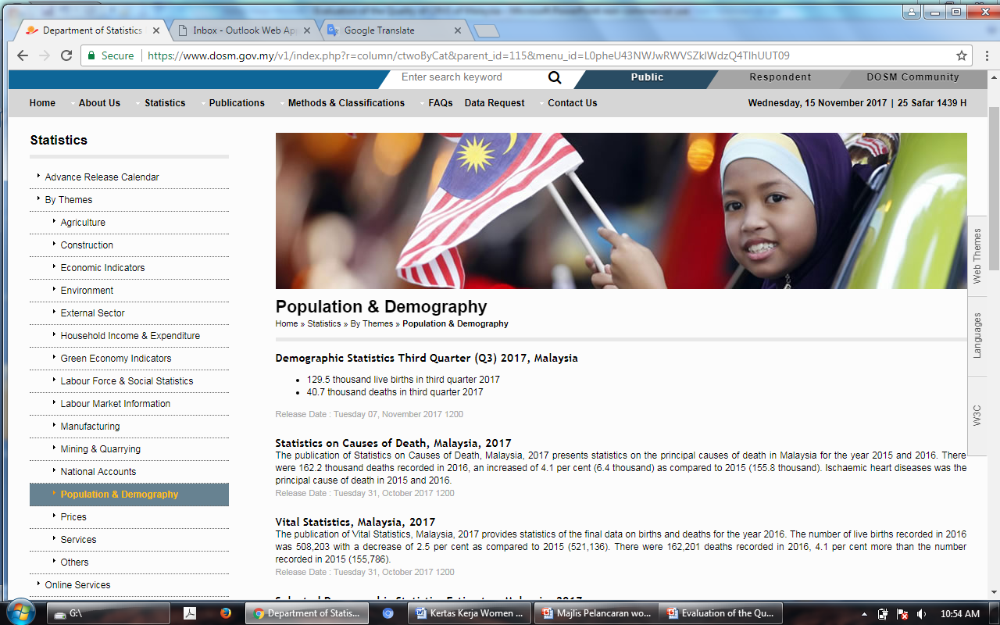 Department of Statistics
Inbox - Outlook Web App
Google Translate
Secure
https://www.dosm.gov.my/v1/index.php?r=column/ctwoByCat&parent_id=115&menu_id=L0pheU43NWJwRWVSZklWdzQ4TlhUUT09
Enter search keyword
Public
Respondent
DOSM Community
Home
About Us
Statistics
Publications
Methods & Classifications
FAQs
Data Request
Contact Us
Wednesday, 15 November 2017 | 25 Safar 1439 H
Statistics
Advance Release Calendar
By Themes
Agriculture
Construction
Economic Indicators
Environment
External Sector
Household Income & Expenditure
Green Economy Indicators
Labour Force & Social Statistics
Labour Market Information
Manufacturing
Mining & Quarrying
National Accounts
Population & Demography
Prices
Services
Others
Online Services
Population & Demography
Home » Statistics » By Themes » Population & Demography
Demographic Statistics Third Quarter (Q3) 2017, Malaysia
• 129.5 thousand live births in third quarter 2017
• 40.7 thousand deaths in third quarter 2017
Release Date : Tuesday 07, November 2017 1200
Statistics on Causes of Death, Malaysia, 2017
The publication of Statistics on Causes of Death, Malaysia, 2017 presents statistics on the principal causes of death in Malaysia for the year 2015 and 2016. There
were 162.2 thousand deaths recorded in 2016, an increased of 4.1 per cent (6.4 thousand) as compared to 2015 (155.8 thousand). Ischaemic heart diseases was the
principal cause of death in 2015 and 2016.
Release Date : Tuesday 31, October 2017 1200
Vital Statistics, Malaysia, 2017
The publication of Vital Statistics, Malaysia, 2017 provides statistics of the final data on births and deaths for the year 2016. The number of live births recorded in 2016
was 508,203 with a decrease of 2.5 per cent as compared to 2015 (521,136). There were 162,201 deaths recorded in 2016, 4.1 per cent more than the number
recorded in 2015 (155,786).
Release Date : Tuesday 31, October 2017 1200
Web Themes
Languages
W3C
G:\
Department of Statis...
Kertas Kerja Women ...
Majlis Pelancaran wo...
Evaluation of the Qu...
10:54 AM